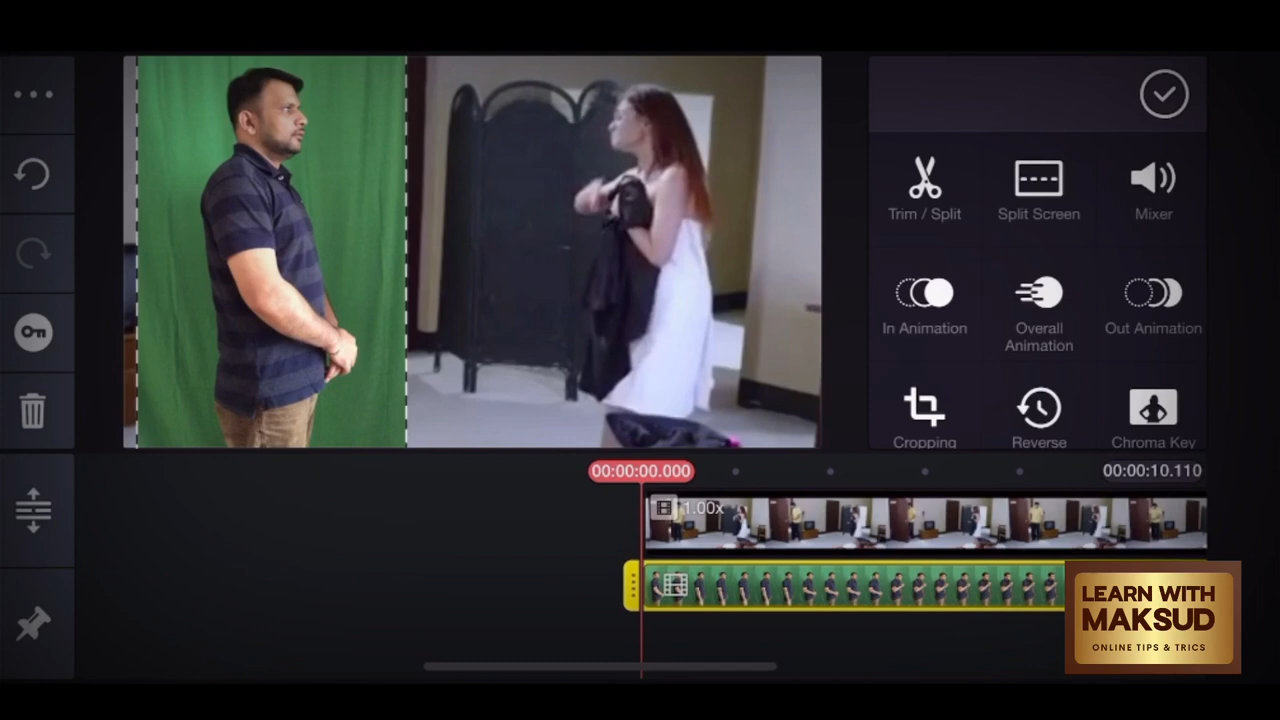 Trim / Split
Split Screen
Mixer
In Animation
Overall
Animation
Out Animation
Cropping
Reverse
Chroma Key
00:00:00.000
00:00:10.110
1.00x
LEARN WITH
MAKSUD
ONLINE TIPS & TRICS